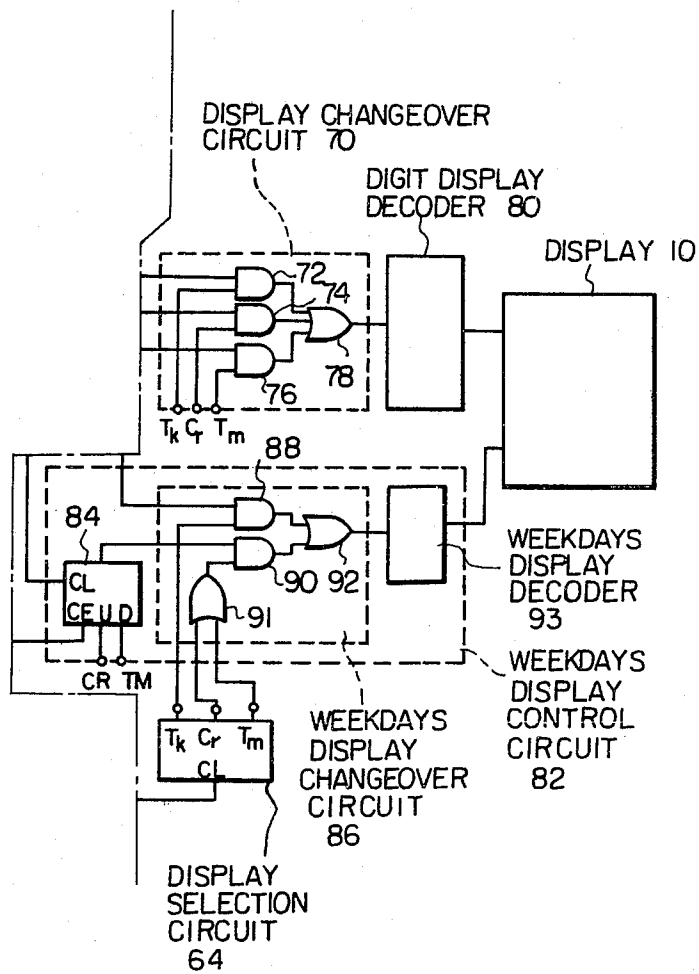 DISPLAY CHANGEOVER
CIRCUIT 70
DIGIT DISPLAY
DECODER 80
DISPLAY 10
72
74
76
78
Tk Cr Tm
84
CL
CE U D
CR TM
88
90
91
92
WEEKDAYS
DISPLAY
DECODER
93
WEEKDAYS
DISPLAY
CONTROL
CIRCUIT
82
Tk Cr Tm
CL
WEEKDAYS
DISPLAY
CHANGEOVER
CIRCUIT
86
DISPLAY
SELECTION
CIRCUIT
64